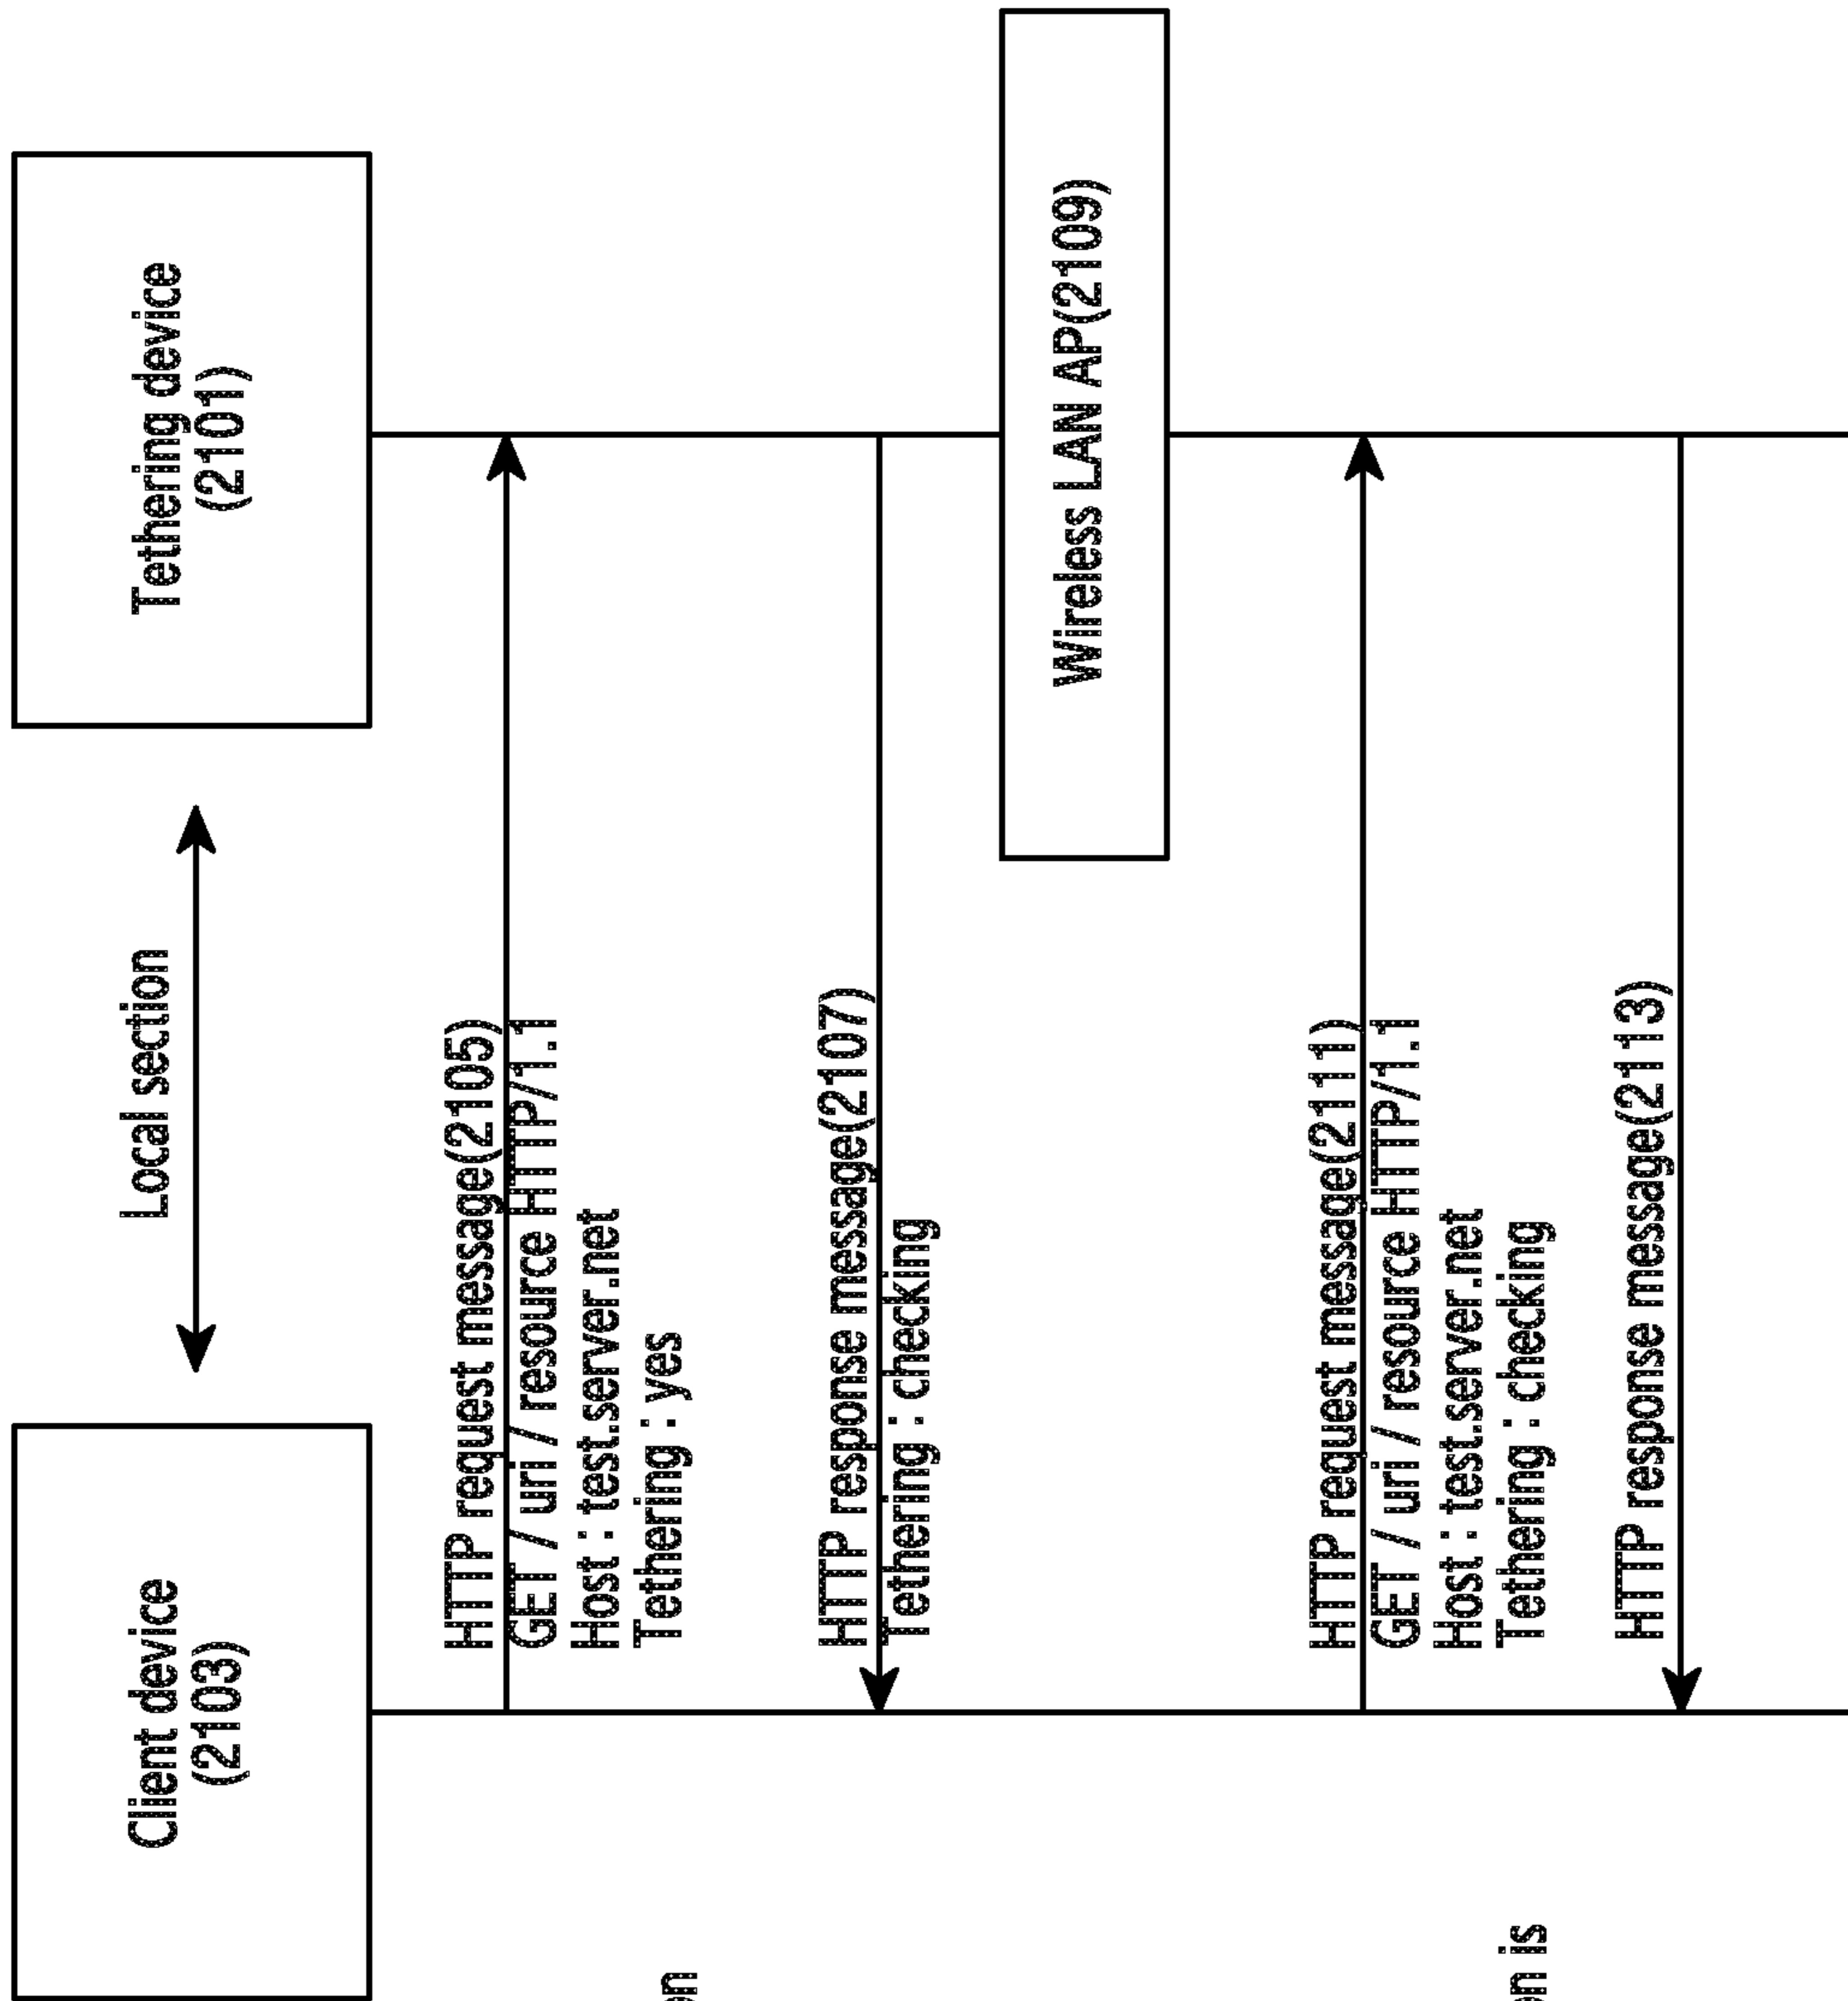 Client device
(2103)
Local section
Tethering device
(2101)
HTTP request message(2105)
GET / uri / resource HTTP/1.1
Host : test.server.net
Tethering : yes
HTTP response message(2107)
Tethering : checking
Wireless LAN AP(2109)
HTTP request message(2111)
GET / uri / resource HTTP/1.1
Host : test.server.net
is
Tethering : checking
HTTP response message(2113)